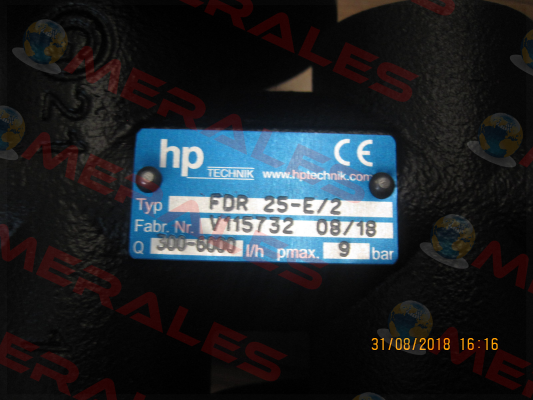 hp
TECHNIK
CE
www.hptechnik.com
Typ FDR 25-E/2
Fabr. Nr. V115732 08/18
Q 300-6000 l/h pmax. 9 bar
31/08/2018 16:16
MERALES
MERALES
MERALES
MERALES